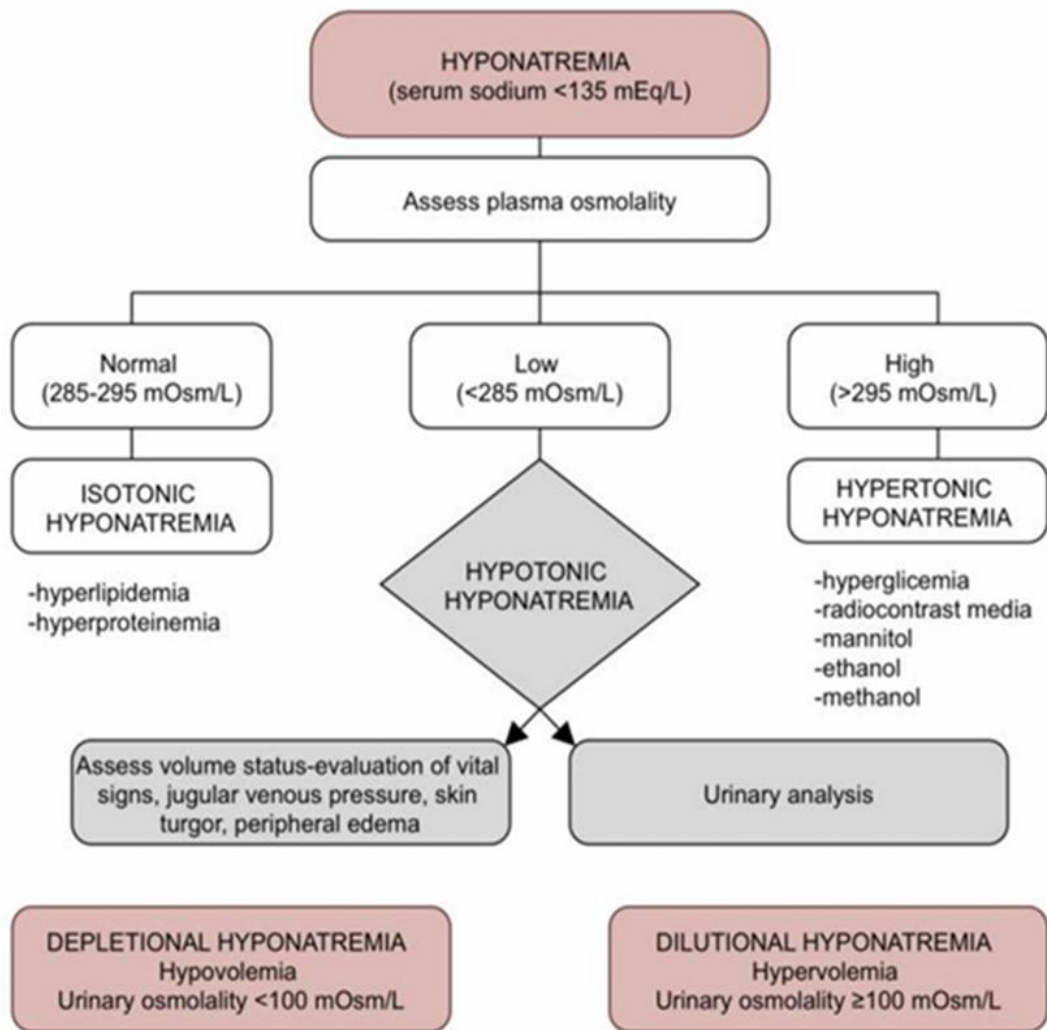 HYPONATREMIA
(serum sodium <135 mEq/L)
Assess plasma osmolality
Normal
(285-295 mOsm/L)
Low
(<285 mOsm/L)
High
(>295 mOsm/L)
ISOTONIC
HYPONATREMIA
HYPERTONIC
HYPONATREMIA
HYPOTONIC
HYPONATREMIA
-hyperlipidemia
-hyperproteinemia
-hyperglicemia
-radiocontrast media
-mannitol
-ethanol
-methanol
Assess volume status-evaluation of vital
signs, jugular venous pressure, skin
turgor, peripheral edema
Urinary analysis
DEPLETIONAL HYPONATREMIA
Hypovolemia
Urinary osmolality <100 mOsm/L
DILUTIONAL HYPONATREMIA
Hypervolemia
Urinary osmolality ≥100 mOsm/L